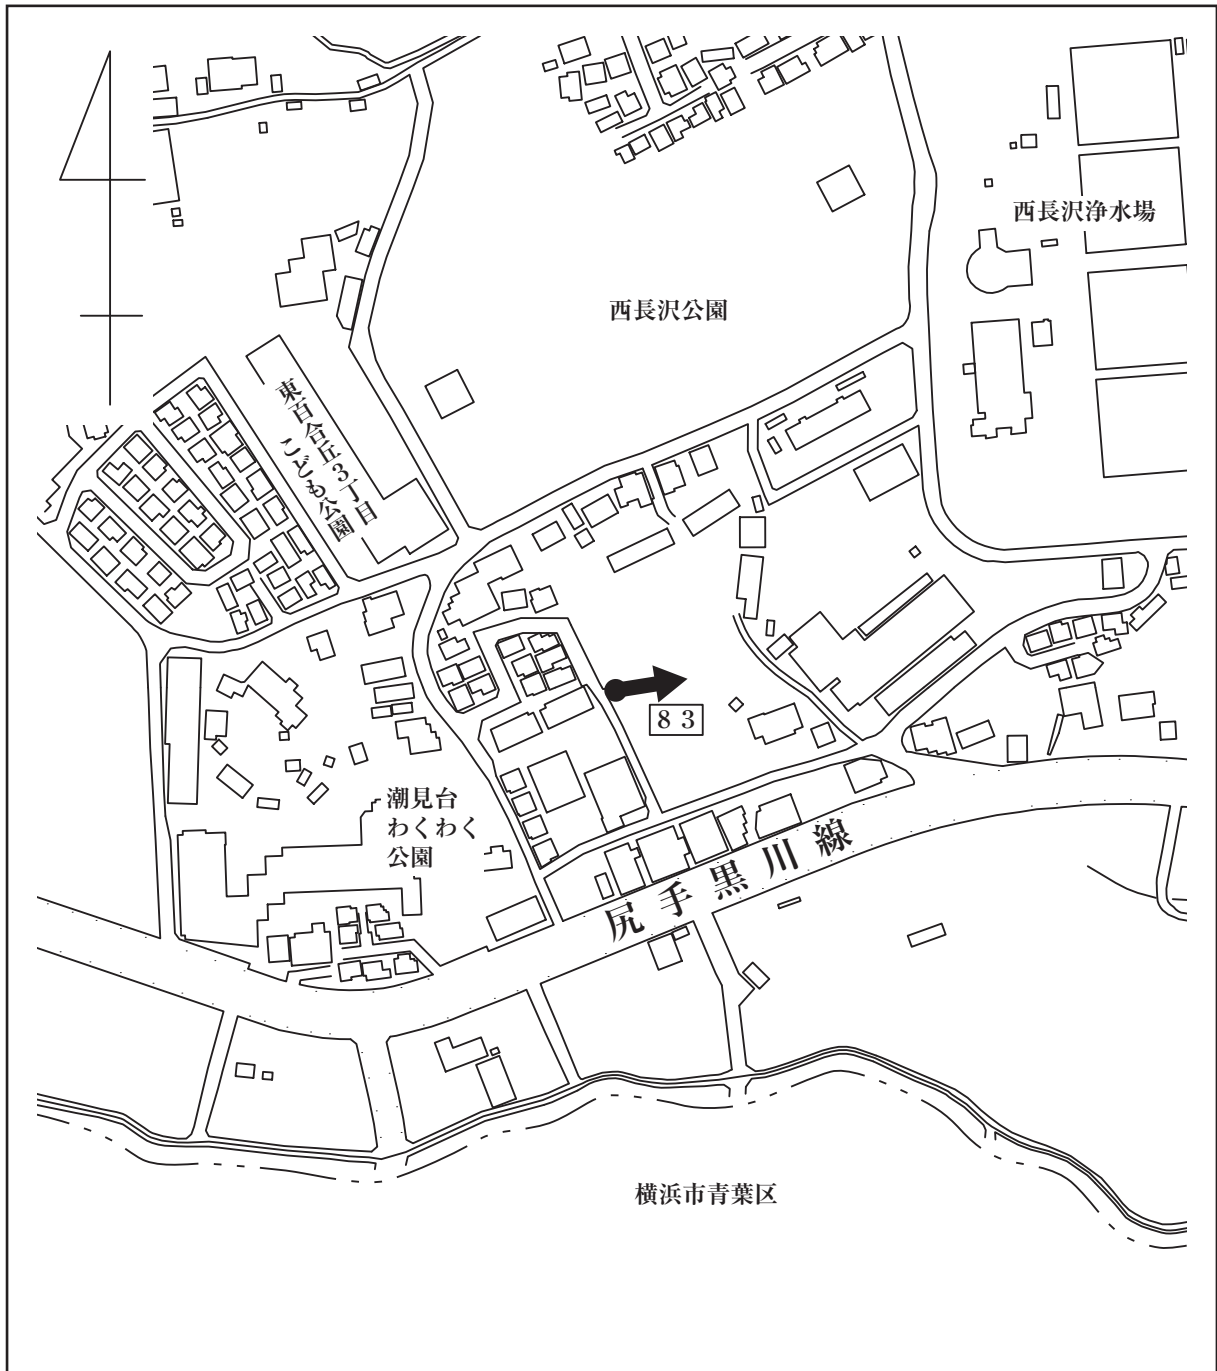 西長沢浄水場
西長沢公園
東百合丘３丁目
こども公園
８３
潮見台
わくわく
公園
尻手黒川線
横浜市青葉区